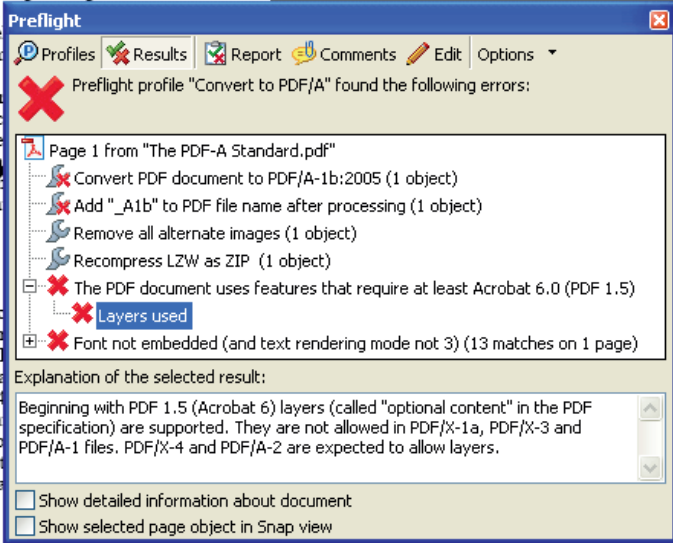 Preflight
Profiles Results Report Comments Edit Options
Preflight profile "Convert to PDF/A" found the following errors:
Page 1 from "The PDF-A Standard.pdf"
Convert PDF document to PDF/A-1b:2005 (1 object)
Add "_A1b" to PDF file name after processing (1 object)
Remove all alternate images (1 object)
Recompress LZW as ZIP (1 object)
The PDF document uses features that require at least Acrobat 6.0 (PDF 1.5)
Layers used
Font not embedded (and text rendering mode not 3) (13 matches on 1 page)
Explanation of the selected result:
Beginning with PDF 1.5 (Acrobat 6) layers (called "optional content" in the PDF
specification) are supported. They are not allowed in PDF/X-1a, PDF/X-3 and
PDF/A-1 files. PDF/X-4 and PDF/A-2 are expected to allow layers.
Show detailed information about document
Show selected page object in Snap view